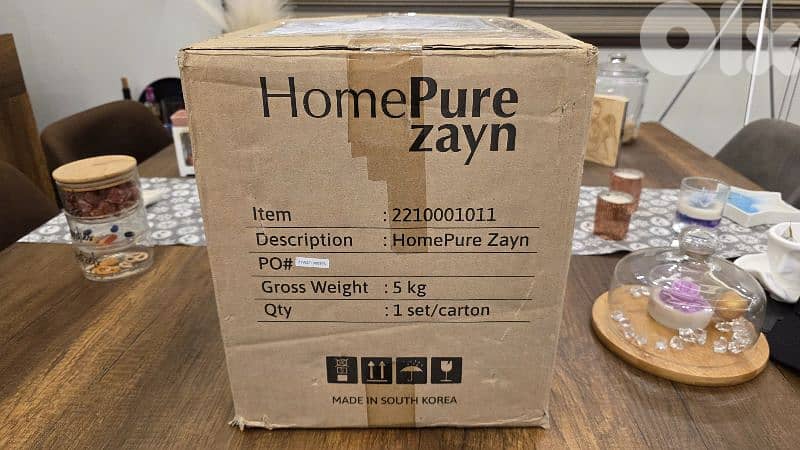 olx
HomePure
zayn
Item : 2210001011
Description : HomePure Zayn
PO#
Gross Weight : 5 kg
Qty : 1 set/carton
MADE IN SOUTH KOREA